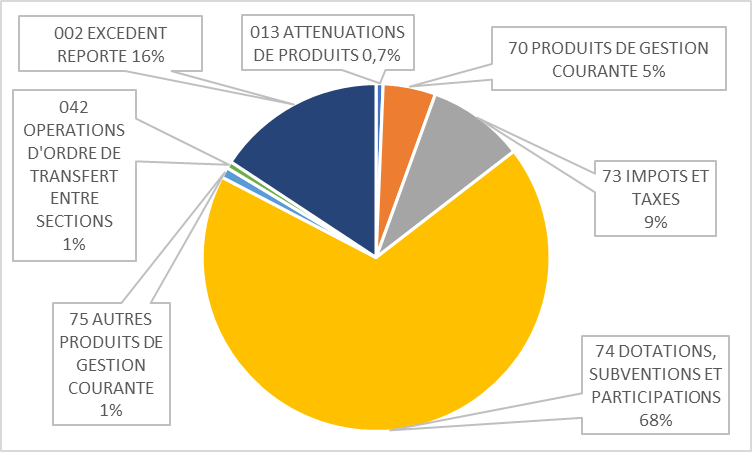 002 EXCEDENT
REPORTE 16%
013 ATTENUATIONS
DE PRODUITS 0,7%
70 PRODUITS DE GESTION
COURANTE 5%
042
OPERATIONS
D'ORDRE DE
TRANSFERT
ENTRE
SECTIONS
1%
73 IMPOTS ET
TAXES
9%
75 AUTRES
PRODUITS DE
GESTION
COURANTE
1%
74 DOTATIONS,
SUBVENTIONS ET
PARTICIPATIONS
68%